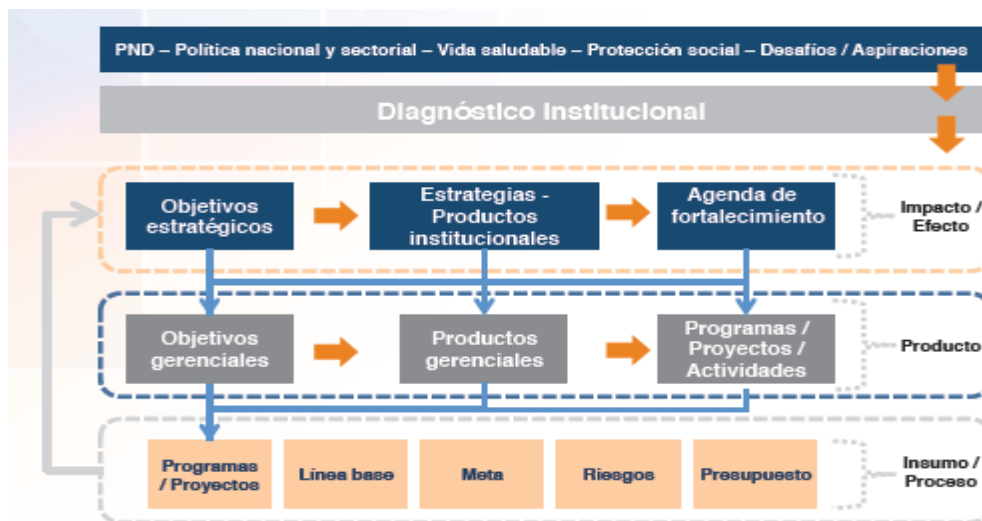 PND – Política nacional y sectorial – Vida saludable – Protección social – Desafíos / Aspiraciones
Diagnóstico Institucional
Objetivos
estratégicos
Estrategias -
Productos
institucionales
Agenda de
fortalecimiento
Impacto /
Efecto
Objetivos
gerenciales
Productos
gerenciales
Programas /
Proyectos /
Actividades
Producto
Programas
/ Proyectos
Línea base
Meta
Riesgos
Presupuesto
Insumo /
Proceso